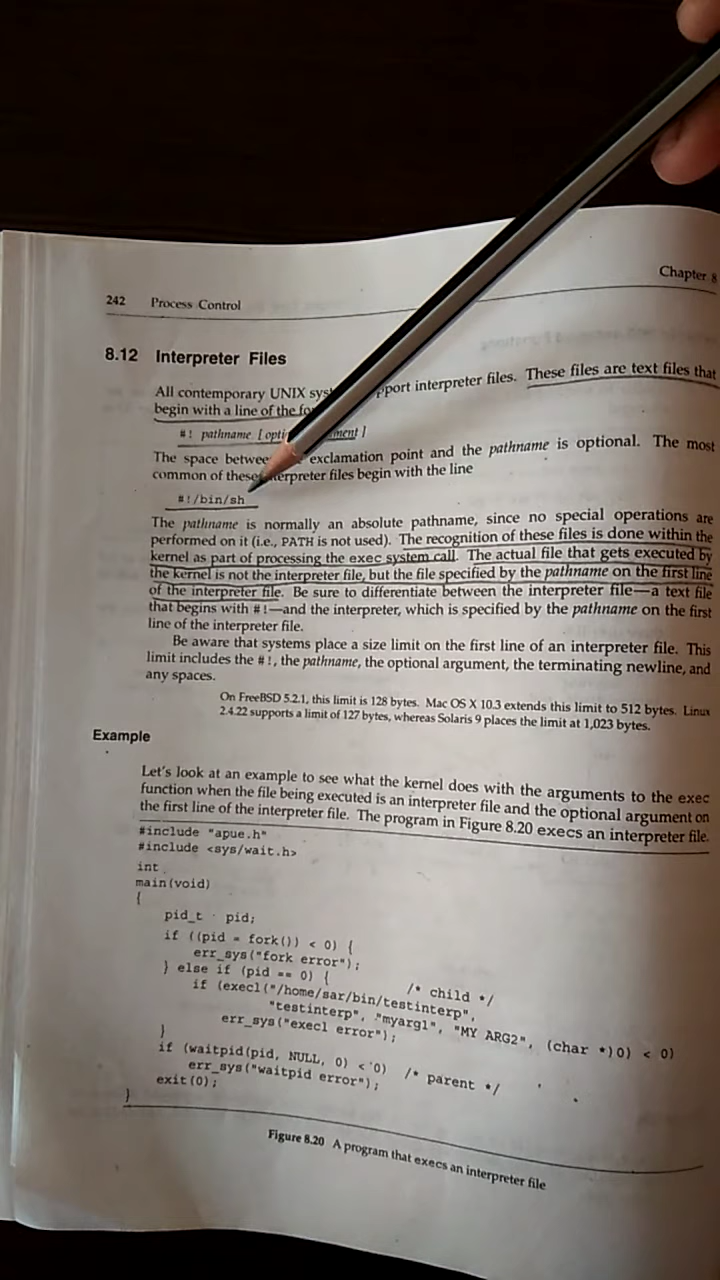 Chapter 8
242 Process Control
8.12 Interpreter Files
All contemporary UNIX sys pport interpreter files. These files are text files that
begin with a line of the fo
#! pathname [ opti ment ]
The space betwee exclamation point and the pathname is optional. The most
common of these erpreter files begin with the line
#!/bin/sh
The pathname is normally an absolute pathname, since no special operations are
performed on it (i.e., PATH is not used). The recognition of these files is done within the
kernel as part of processing the exec system call. The actual file that gets executed by
the kernel is not the interpreter file, but the file specified by the pathname on the first line
of the interpreter file. Be sure to differentiate between the interpreter file—a text file
that begins with #!—and the interpreter, which is specified by the pathname on the first
line of the interpreter file.
Be aware that systems place a size limit on the first line of an interpreter file. This
limit includes the #!, the pathname, the optional argument, the terminating newline, and
any spaces.
On FreeBSD 5.2.1, this limit is 128 bytes. Mac OS X 10.3 extends this limit to 512 bytes. Linux
2.4.22 supports a limit of 127 bytes, whereas Solaris 9 places the limit at 1,023 bytes.
Example
Let's look at an example to see what the kernel does with the arguments to the exec
function when the file being executed is an interpreter file and the optional argument on
the first line of the interpreter file. The program in Figure 8.20 execs an interpreter file.
#include "apue.h"
#include <sys/wait.h>
int
main(void)
{
pid_t pid;
if ((pid = fork()) < 0) {
err_sys("fork error");
} else if (pid == 0) { /* child */
if (execl("/home/sar/bin/testinterp",
"testinterp", "myarg1", "MY ARG2", (char *)0) < 0)
err_sys("execl error");
}
if (waitpid(pid, NULL, 0) < 0) /* parent */
err_sys("waitpid error");
exit(0);
}
Figure 8.20 A program that execs an interpreter file